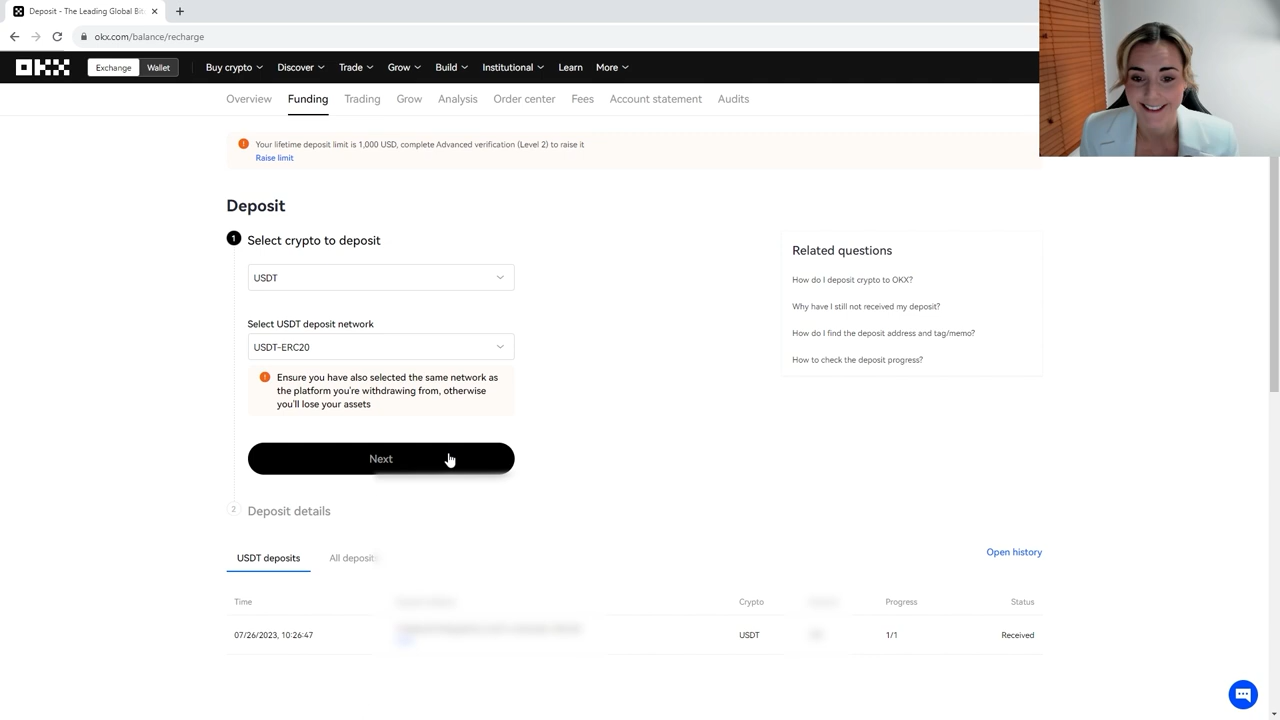 Deposit - The Leading Global Bit
okx.com/balance/recharge
OKX
Exchange Wallet Buy crypto Discover Trade Grow Build Institutional Learn More
Overview Funding Trading Grow Analysis Order center Fees Account statement Audits
Your lifetime deposit limit is 1,000 USD, complete Advanced verification (Level 2) to raise it
Raise limit
Deposit
1 Select crypto to deposit
USDT
Select USDT deposit network
USDT-ERC20
Ensure you have also selected the same network as
the platform you're withdrawing from, otherwise
you'll lose your assets
Next
Related questions
How do I deposit crypto to OKX?
Why have I still not received my deposit?
How do I find the deposit address and tag/memo?
How to check the deposit progress?
2 Deposit details
USDT deposits All deposits
Open history
Time Crypto Progress Status
07/26/2023, 10:26:47 USDT 1/1 Received